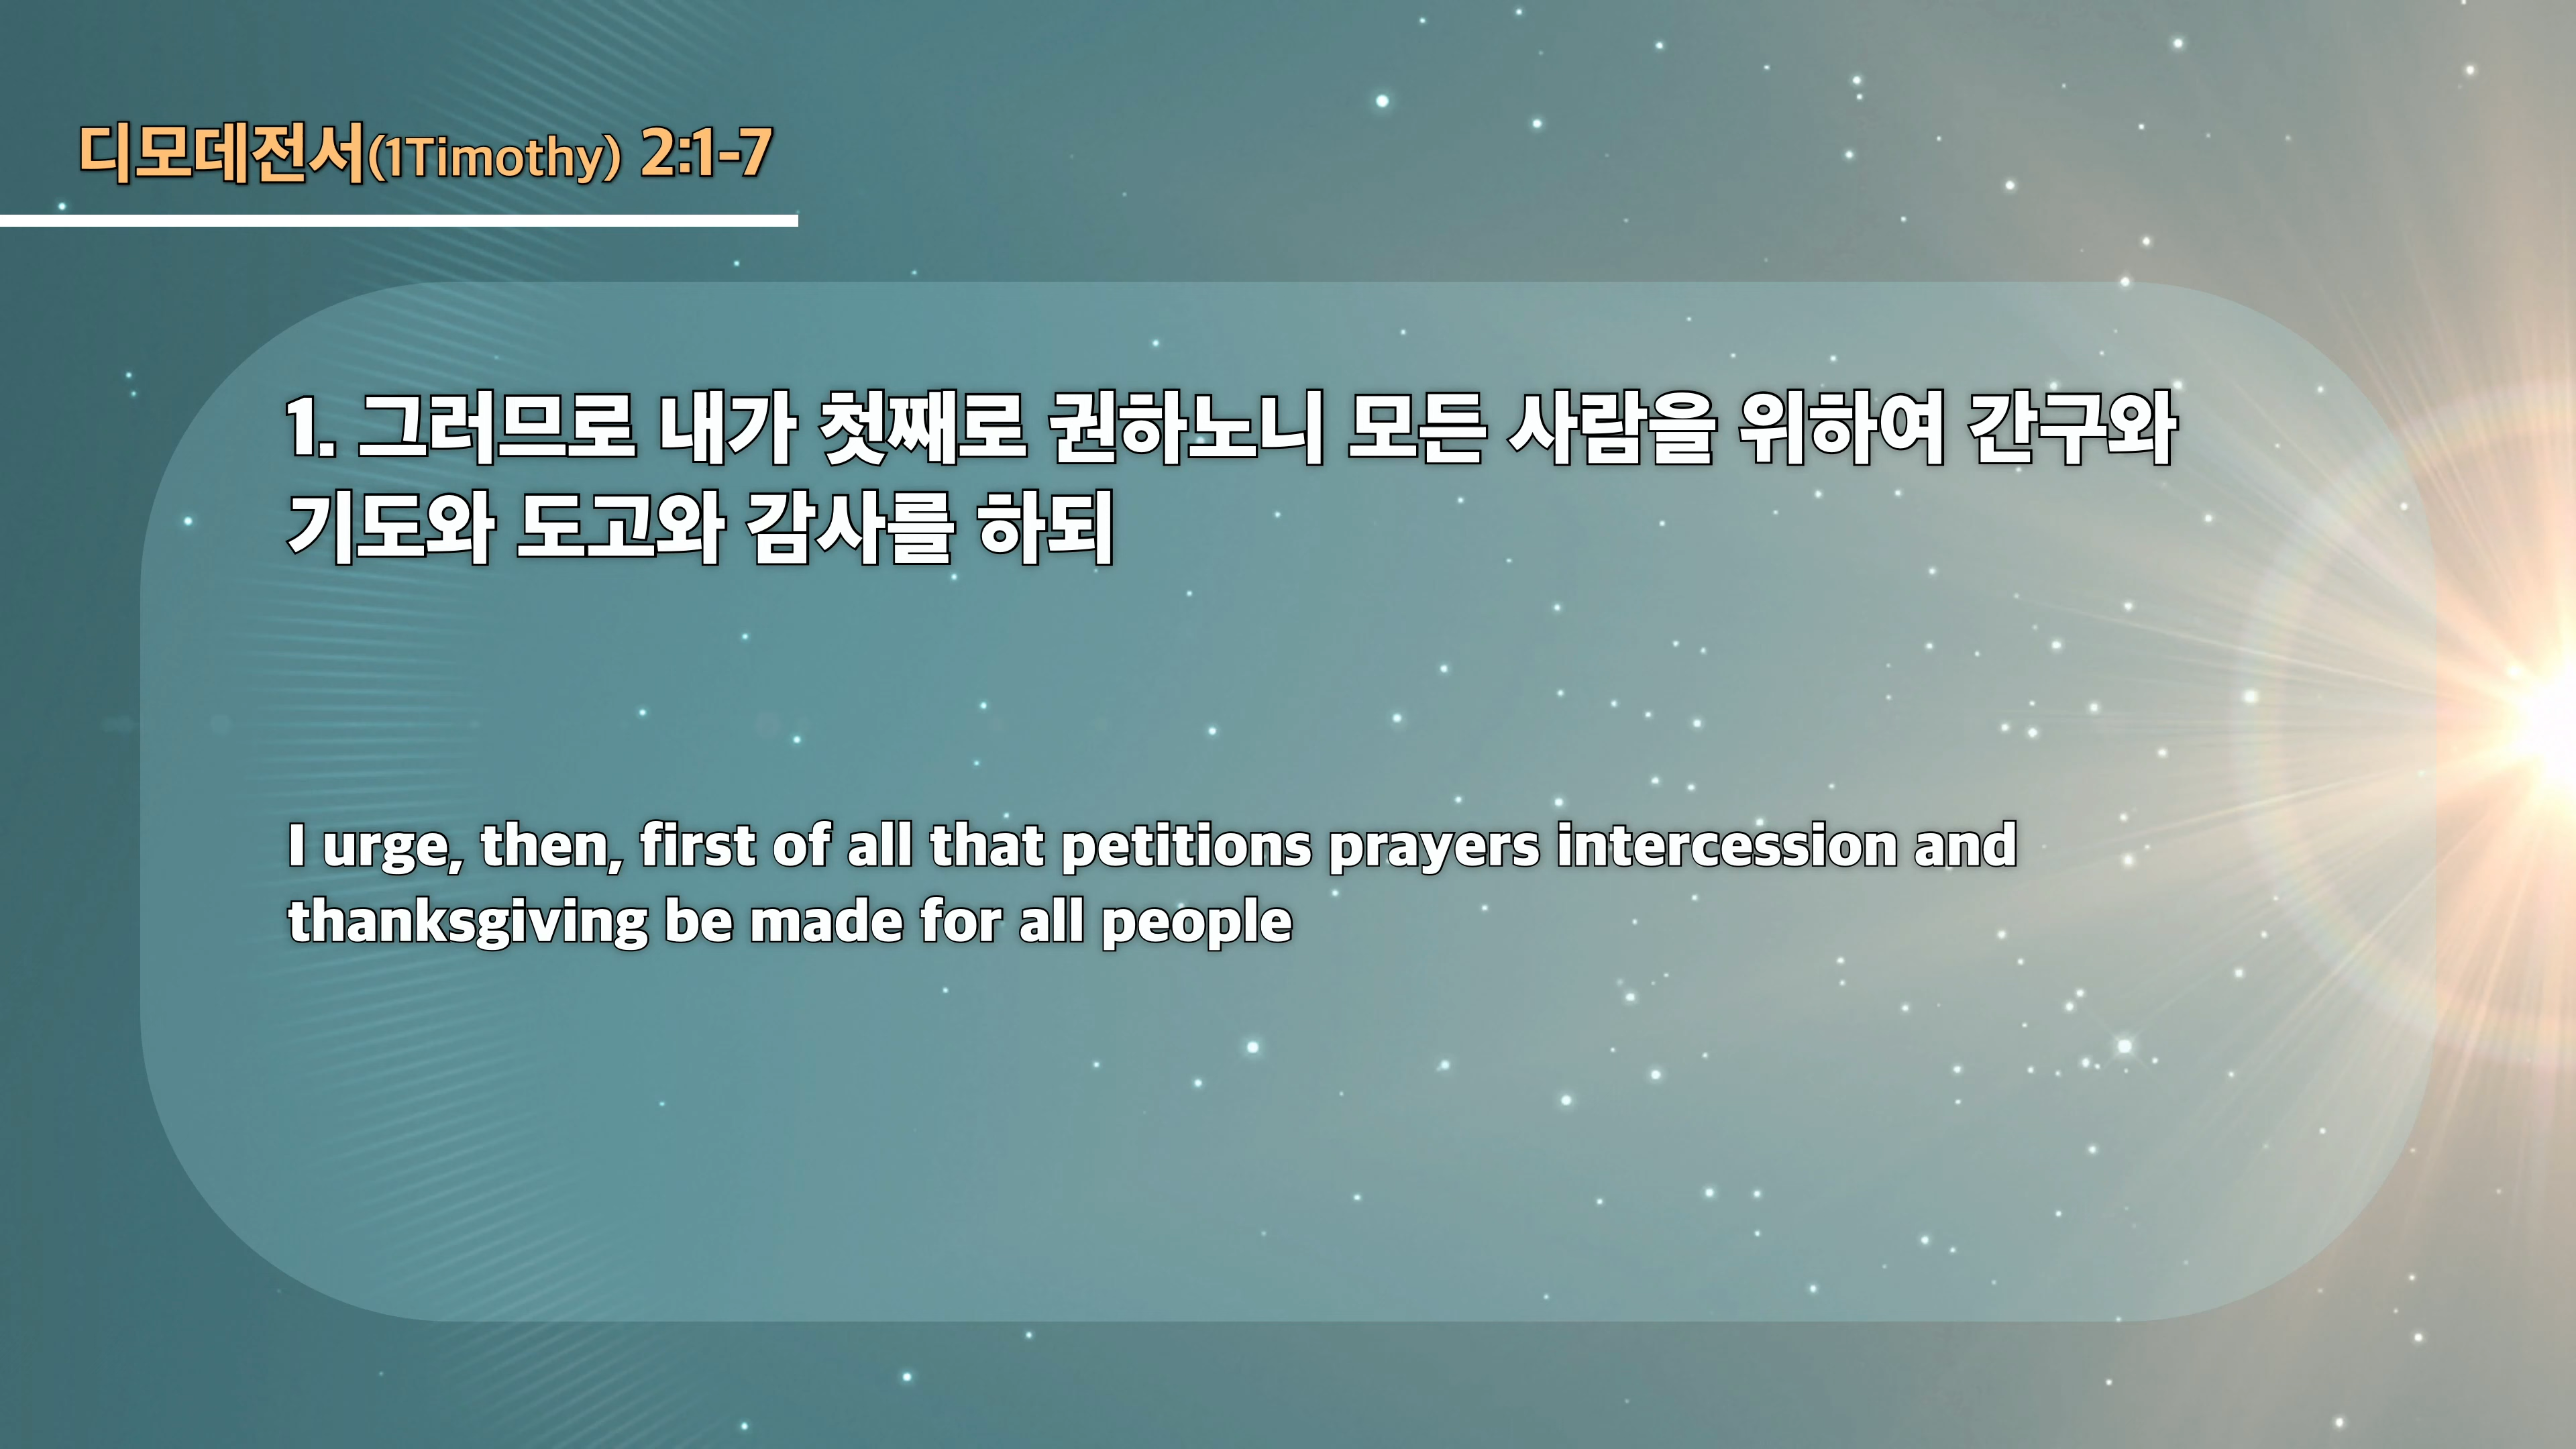 디모데전서(1Timothy) 2:1-7
1. 그러므로 내가 첫째로 권하노니 모든 사람을 위하여 간구와
기도와 도고와 감사를 하되
I urge, then, first of all that petitions prayers intercession and
thanksgiving be made for all people